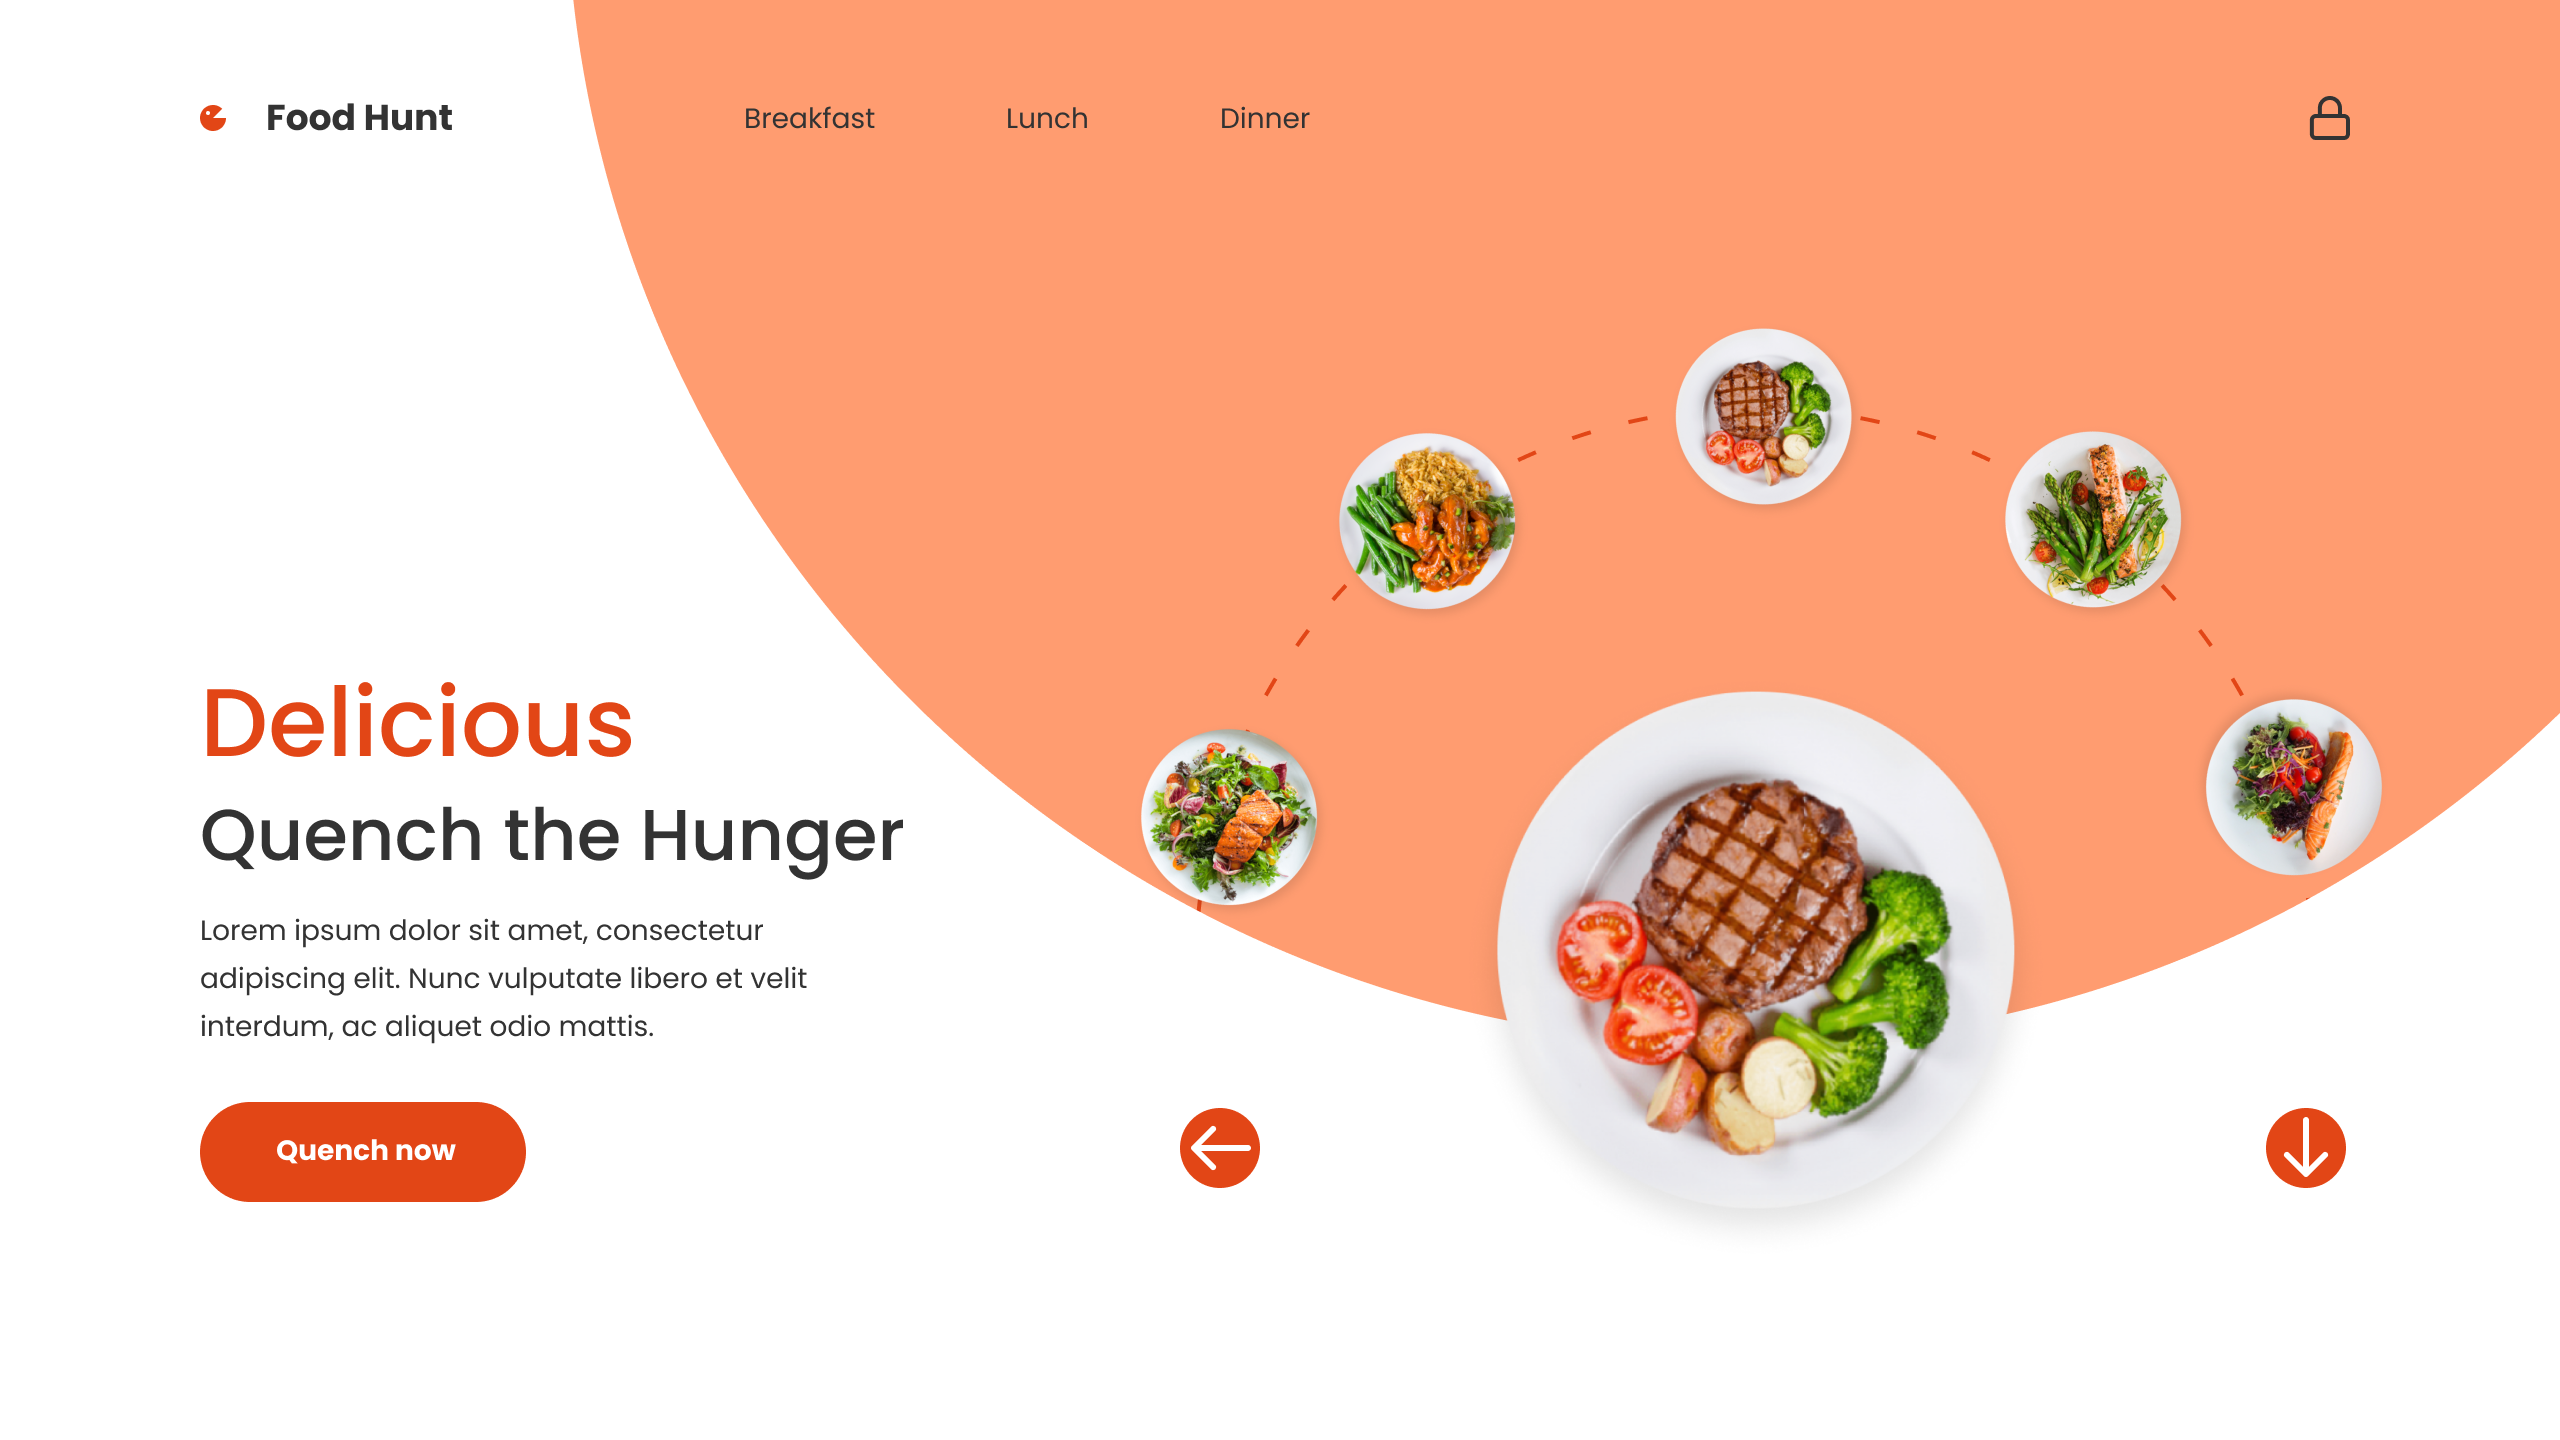 Food Hunt
Breakfast
Lunch
Dinner
Delicious
Quench the Hunger
Lorem ipsum dolor sit amet, consectetur
adipiscing elit. Nunc vulputate libero et velit
interdum, ac aliquet odio mattis.
Quench now